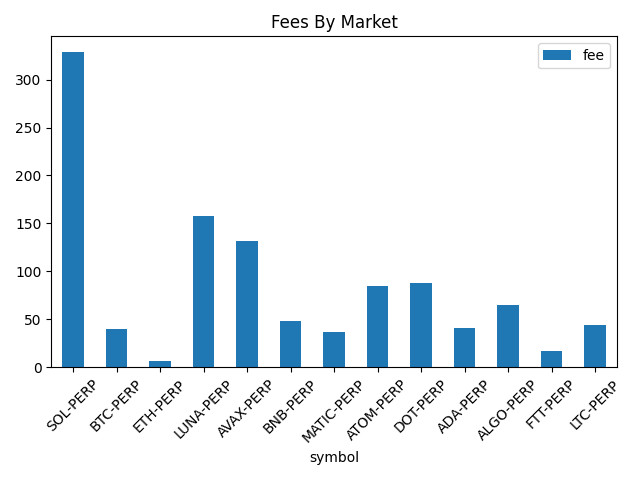 Fees By Market
fee
300
250
200
150
100
50
0
SOL-PERP
BTC-PERP
ETH-PERP
LUNA-PERP
AVAX-PERP
BNB-PERP
MATIC-PERP
ATOM-PERP
DOT-PERP
ADA-PERP
ALGO-PERP
FTT-PERP
LTC-PERP
symbol